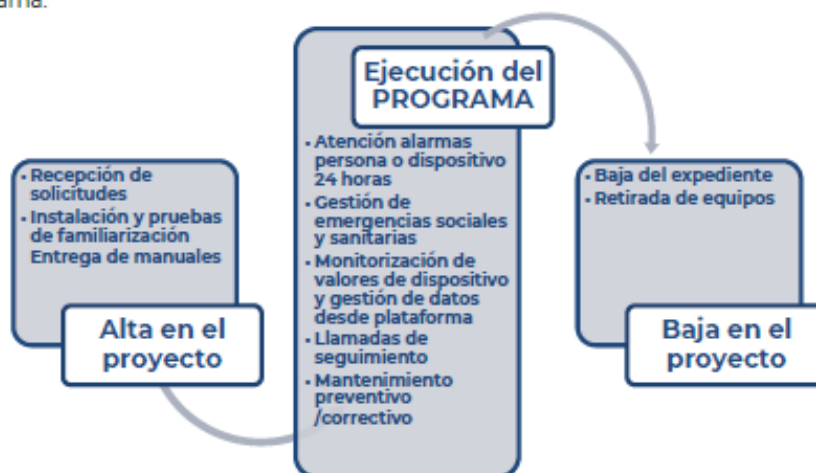 Ejecución del
PROGRAMA
• Atención alarmas
persona o dispositivo
24 horas
• Gestión de
emergencias sociales
y sanitarias
• Monitorización de
valores de dispositivo
y gestión de datos
desde plataforma
• Llamadas de
seguimiento
• Mantenimiento
preventivo
/correctivo
• Recepción de
solicitudes
• Instalación y pruebas
de familiarización
Entrega de manuales
Alta en el
proyecto
• Baja del expediente
• Retirada de equipos
Baja en el
proyecto